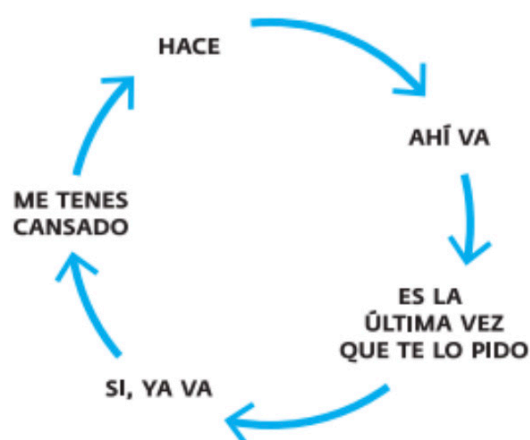 HACE
AHÍ VA
ES LA
ÚLTIMA VEZ
QUE TE LO PIDO
SI, YA VA
ME TENES
CANSADO